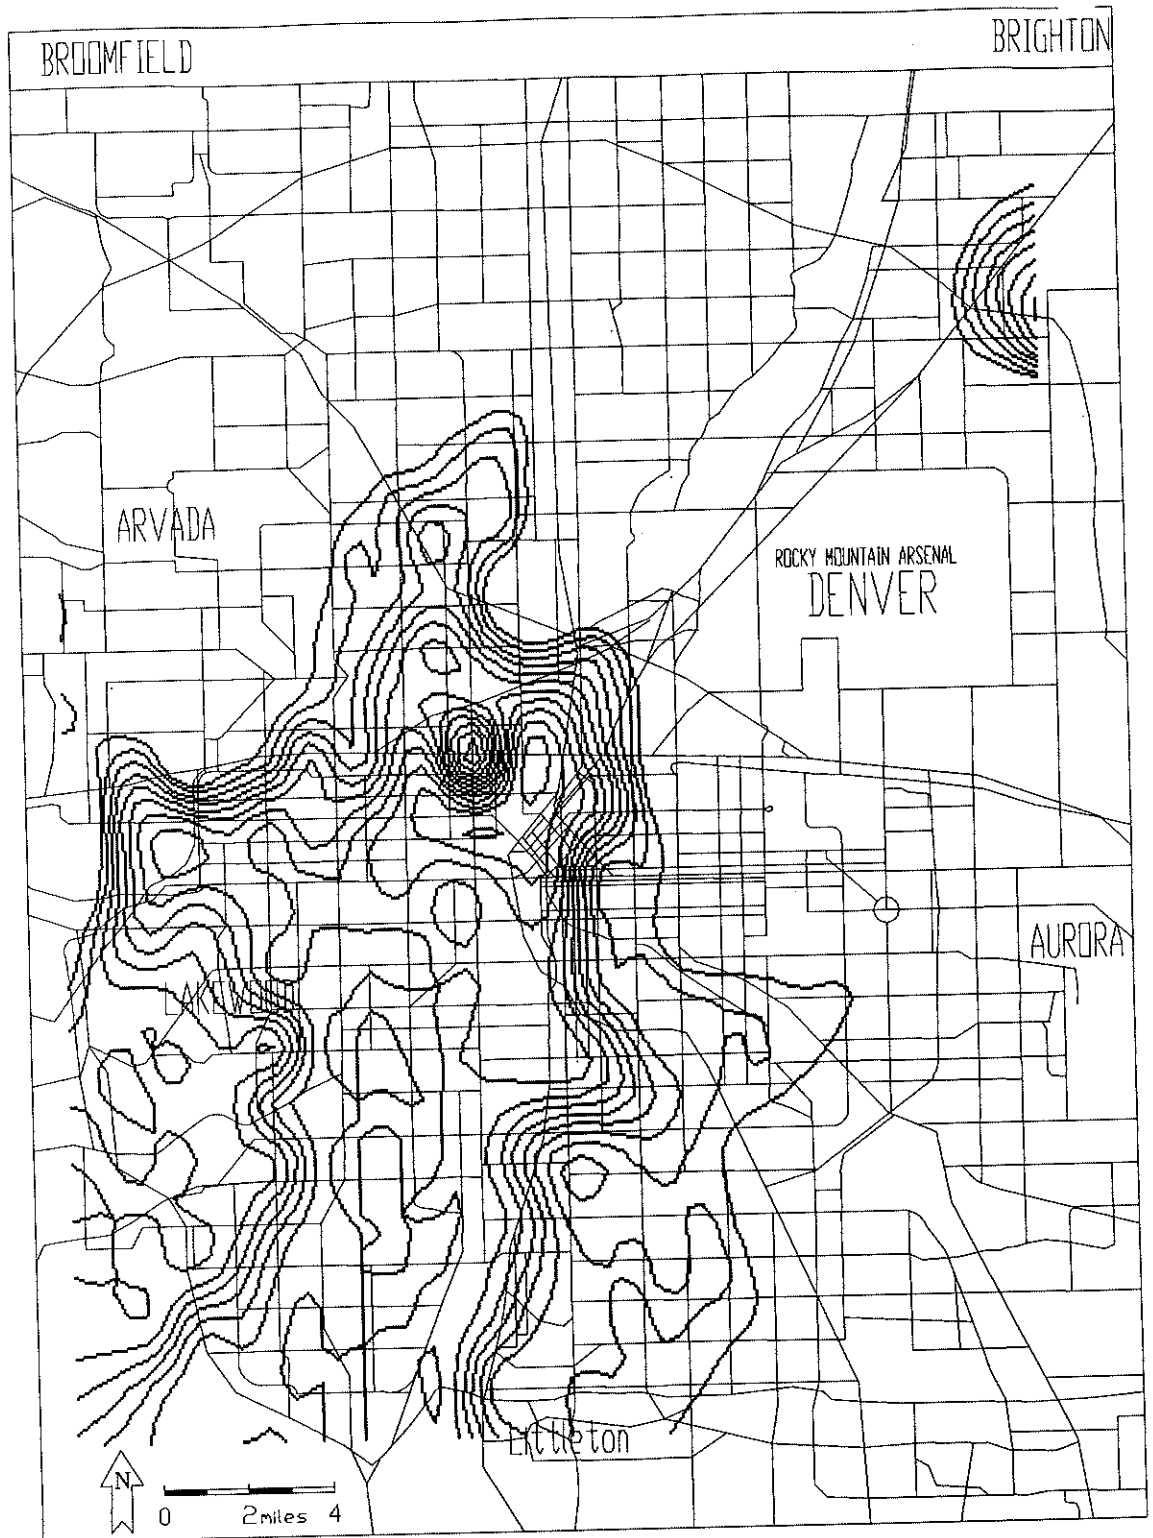 BROOMFIELD
BRIGHTON
ARVADA
ROCKY MOUNTAIN ARSENAL
DENVER
AURORA
Littleton
N
0 2miles 4